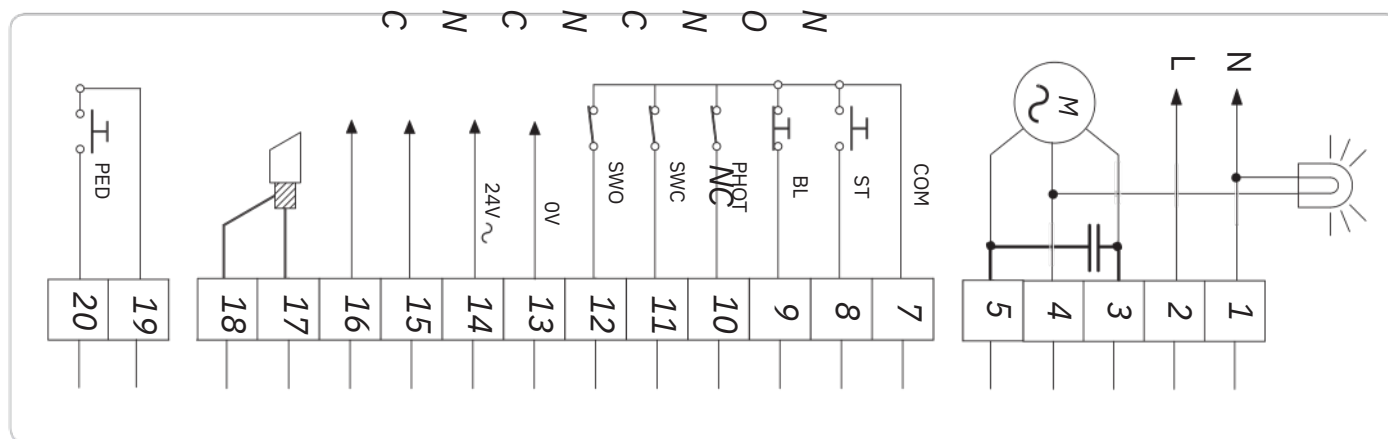 C N C N C N O N
PED
24V ~
0V
SWO
SWC
PHOT
NC
BL
ST
COM
M
~
L
N
20 19 18 17 16 15 14 13 12 11 10 9 8 7 5 4 3 2 1